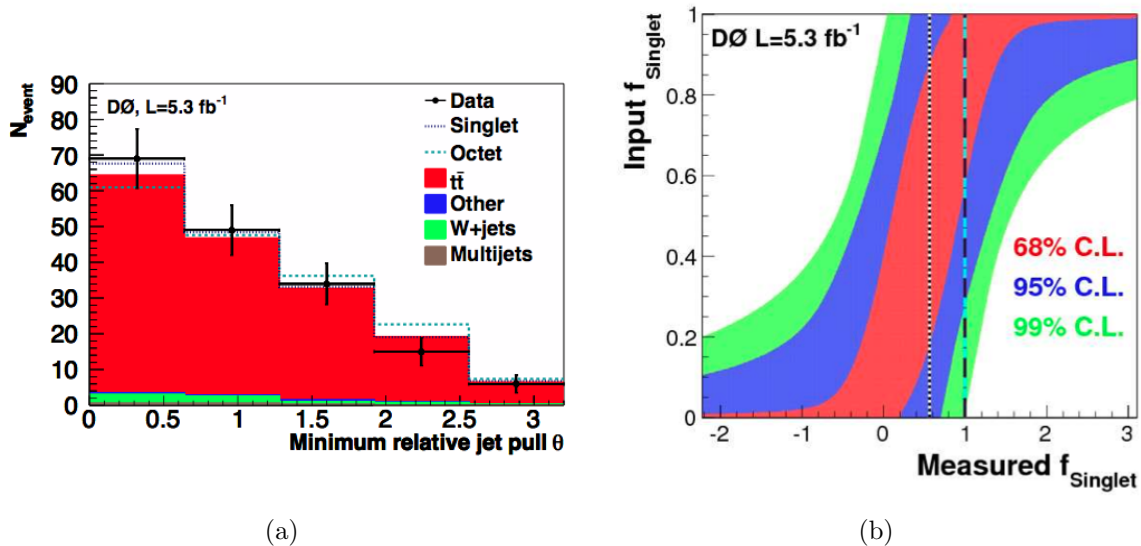 90
80
70
60
50
40
30
20
10
0
N_event
DØ, L=5.3 fb⁻¹
Data
Singlet
Octet
tt̄
Other
W+jets
Multijets
0 0.5 1 1.5 2 2.5 3
Minimum relative jet pull θ
(a)
1
0.8
0.6
0.4
0.2
0
Input f_Singlet
DØ L=5.3 fb⁻¹
68% C.L.
95% C.L.
99% C.L.
-2 -1 0 1 2 3
Measured f_Singlet
(b)